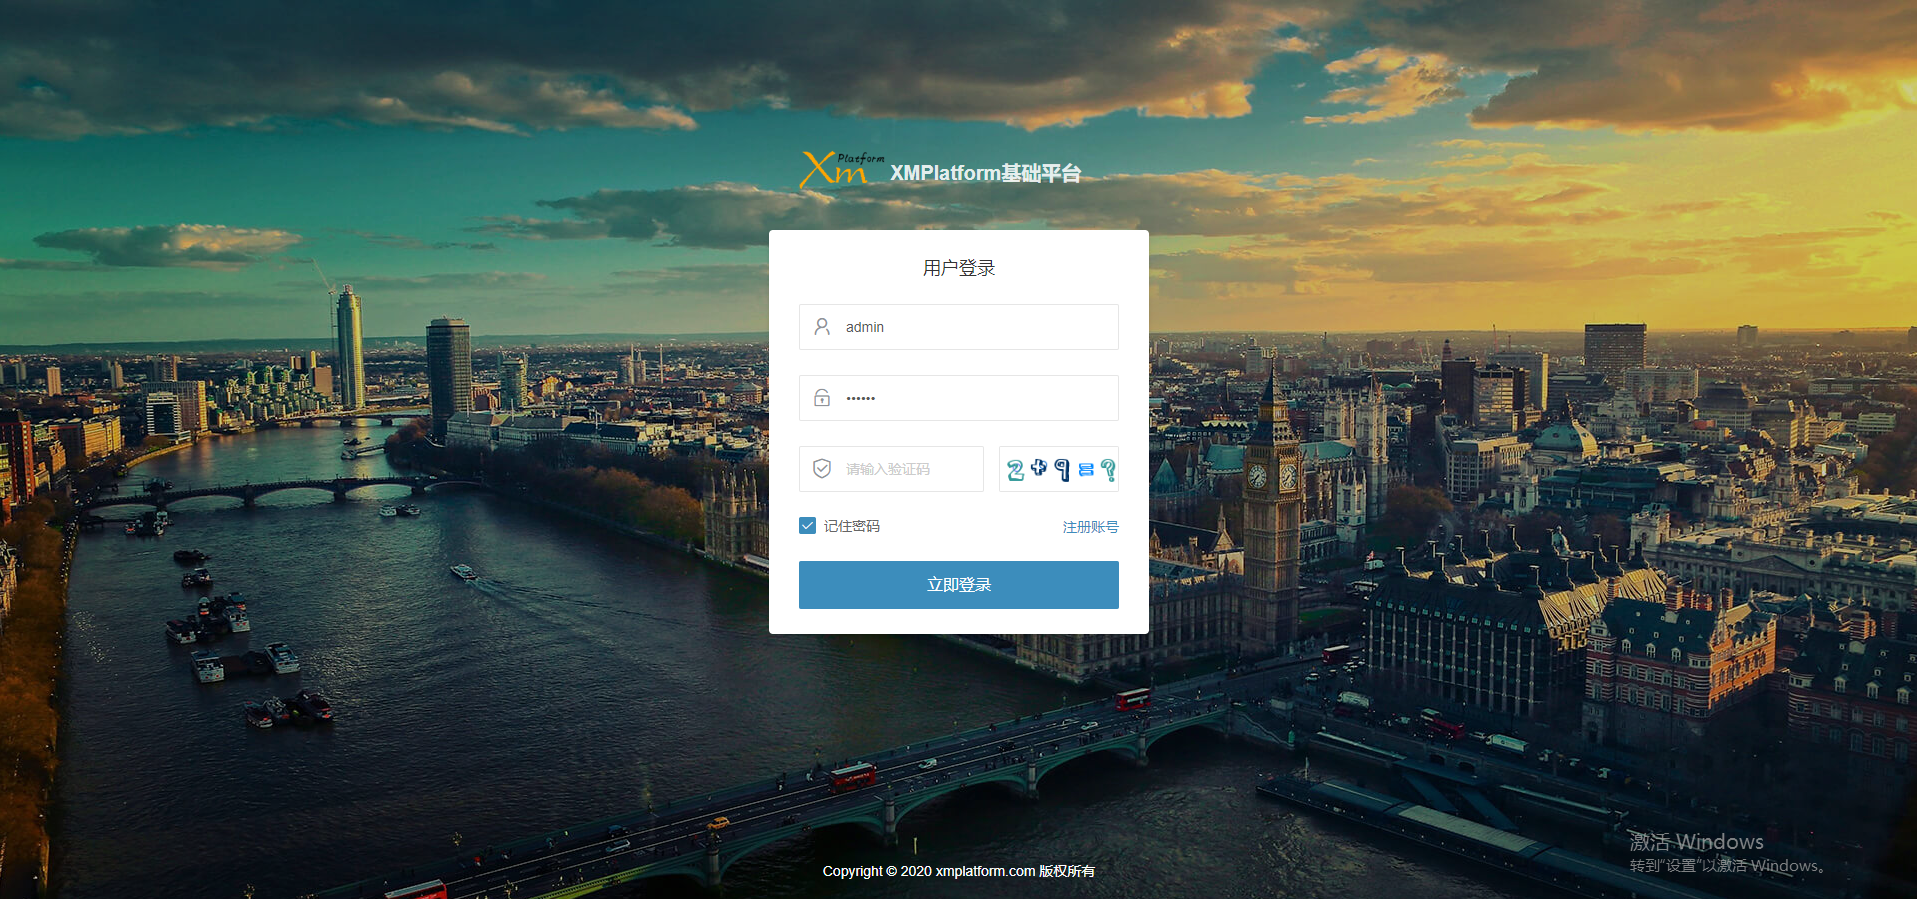 Xm Platform
XMPlatform基础平台
用户登录
admin
••••••
请输入验证码
2+9=?
记住密码
注册账号
立即登录
激活 Windows
转到"设置"以激活 Windows。
Copyright © 2020 xmplatform.com 版权所有